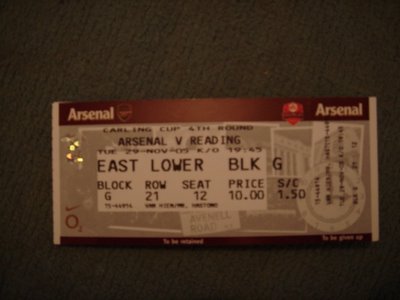 Arsenal
Arsenal
CARLING CUP 4TH ROUND
ARSENAL V READING
TUE 29-NOV-05 K/O 19:45
EAST LOWER BLK G
BLOCK ROW SEAT PRICE S/C
G 21 12 10.00 1.50
AVENELL
ROAD
O2
To be retained
To be given up